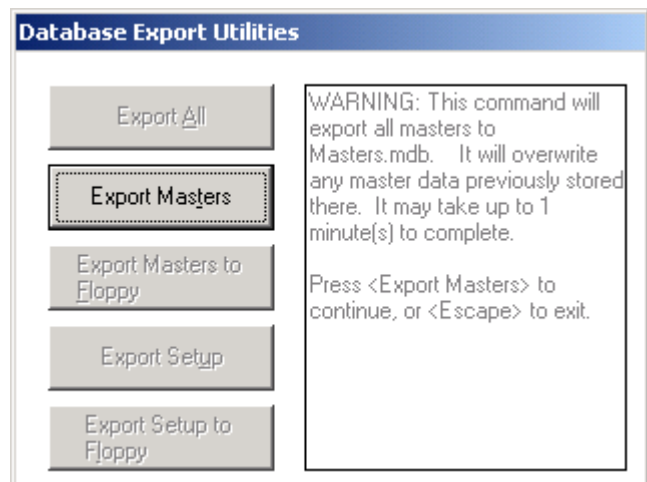 Database Export Utilities
Export All
Export Masters
Export Masters to
Floppy
Export Setup
Export Setup to
Floppy
WARNING: This command will
export all masters to
Masters.mdb. It will overwrite
any master data previously stored
there. It may take up to 1
minute(s) to complete.
Press <Export Masters> to
continue, or <Escape> to exit.